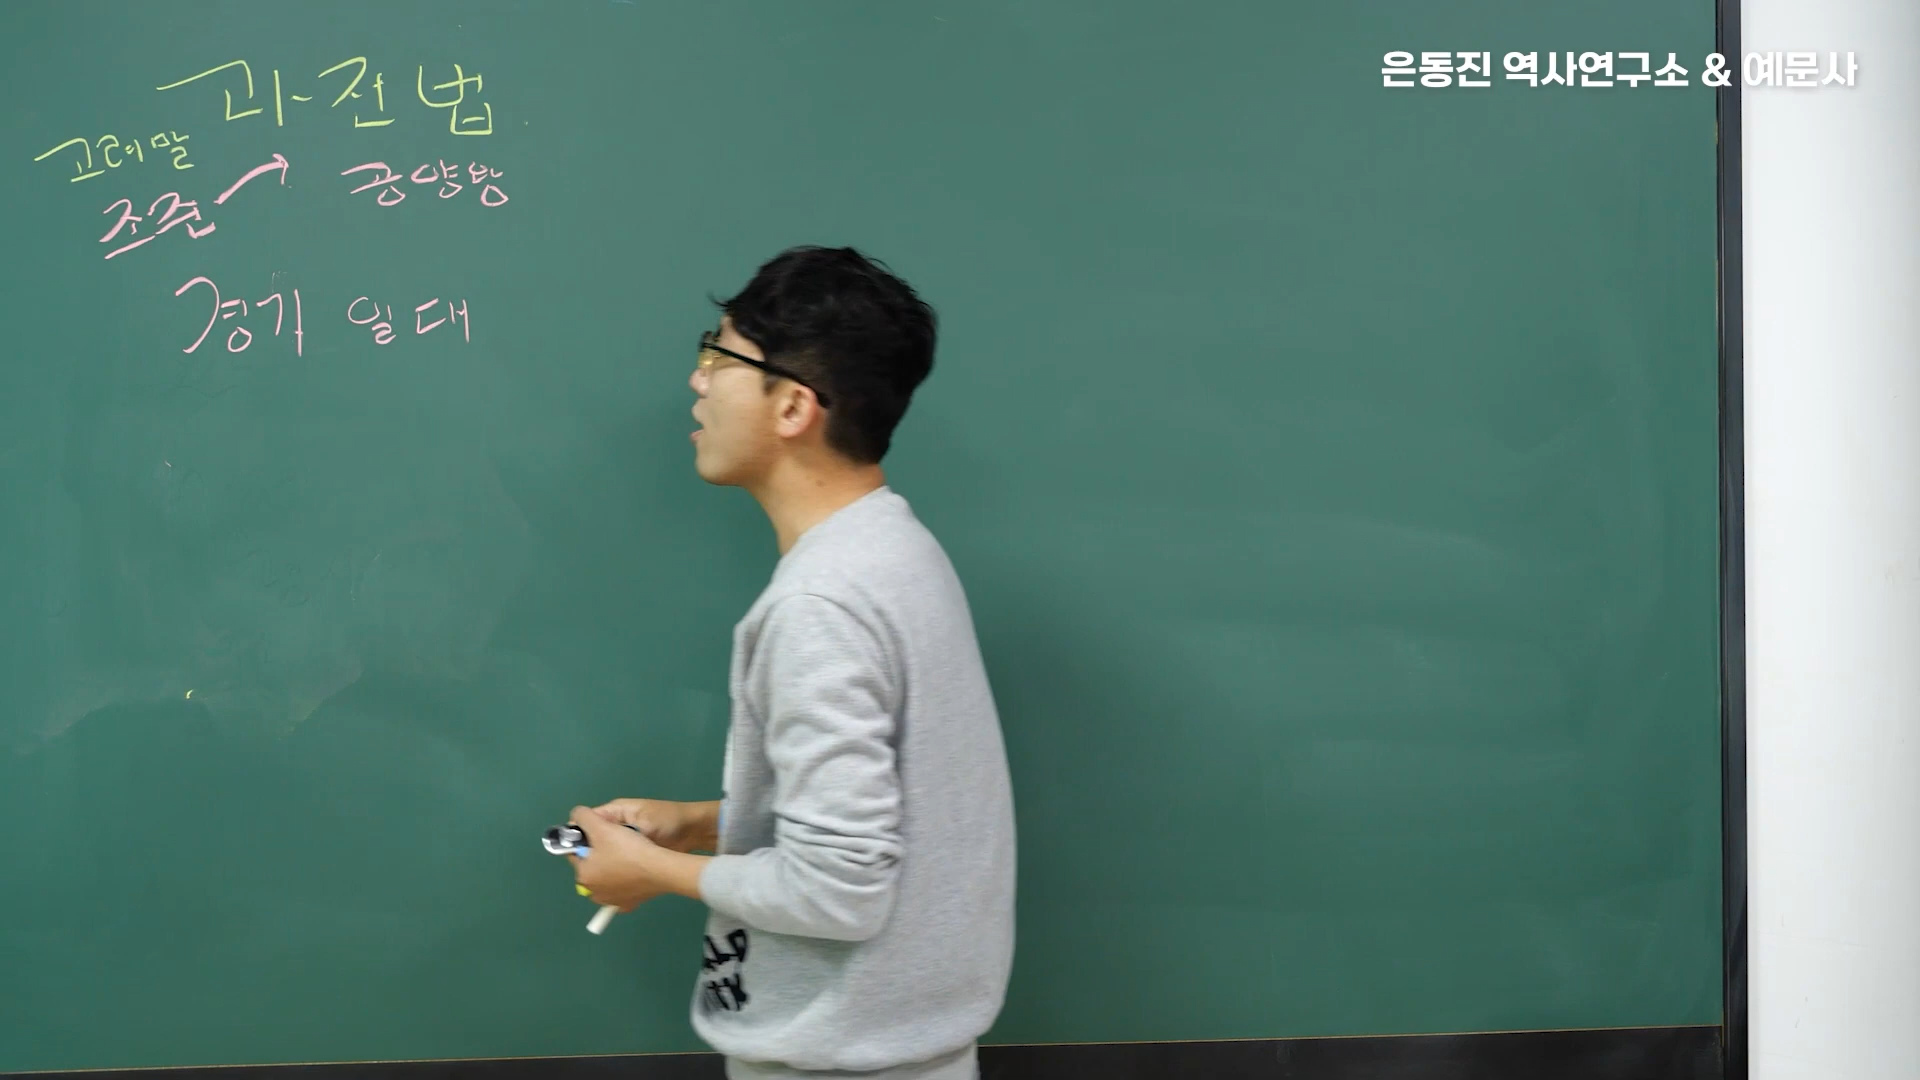 과전법
고려말
조준 공양왕
경기 일대
은동진 역사연구소 & 예문사